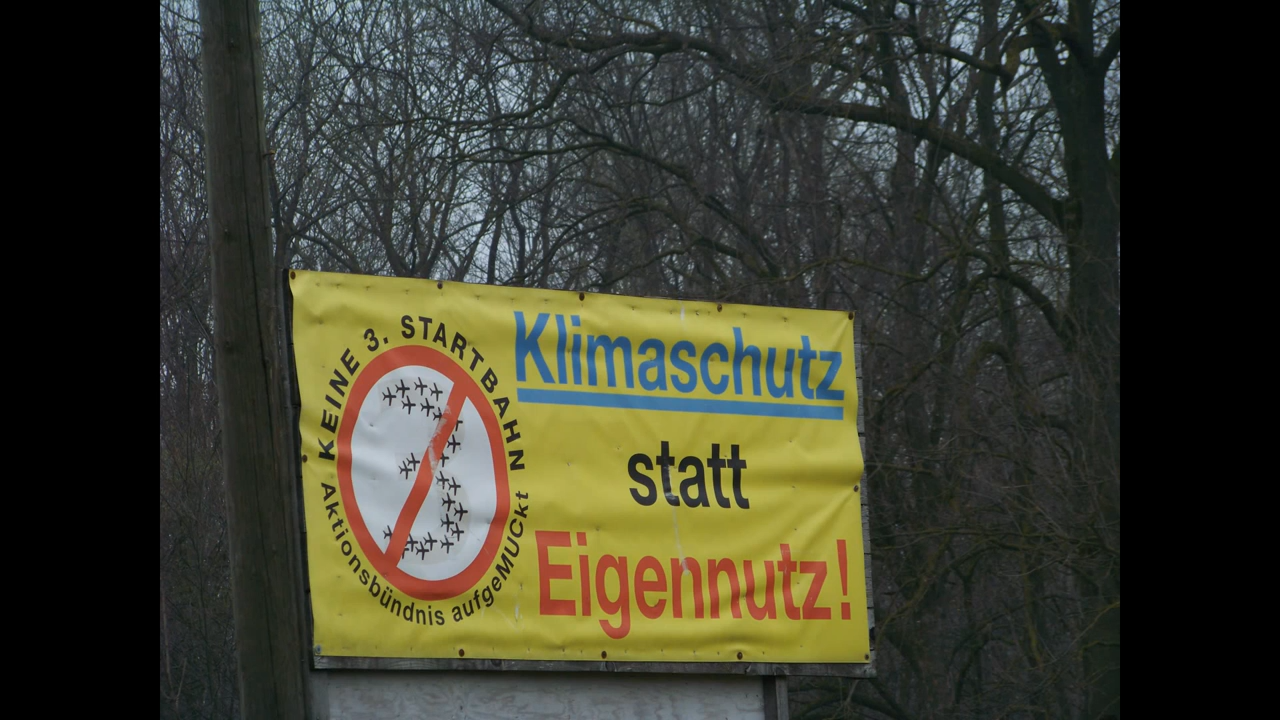 KEINE 3. STARTBAHN
Aktionsbündnis aufgeMUCkt
Klimaschutz
statt
Eigennutz!